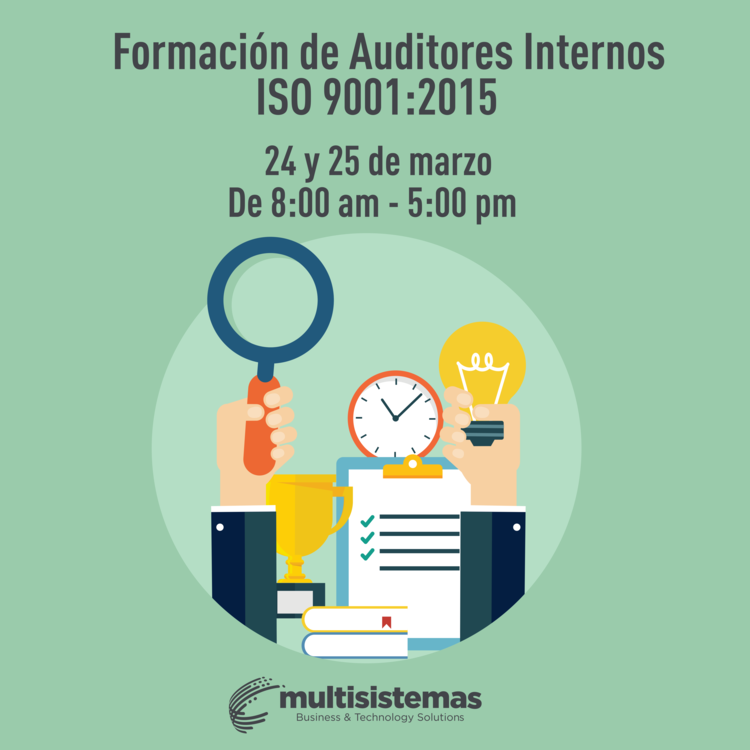 Formación de Auditores Internos
ISO 9001:2015
24 y 25 de marzo
De 8:00 am - 5:00 pm
multisistemas
Business & Technology Solutions